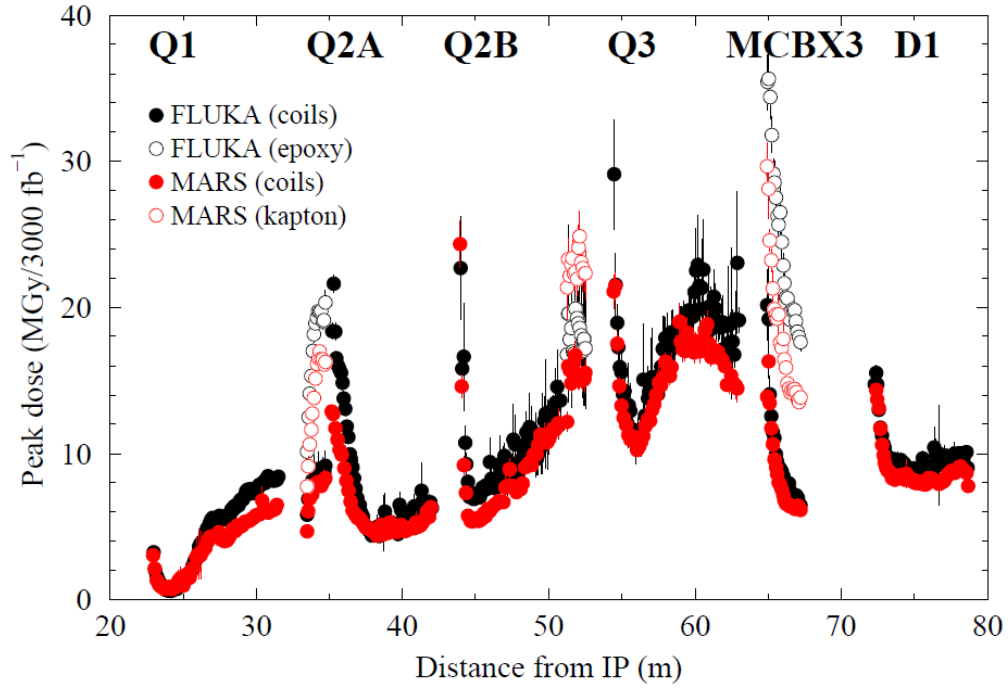 Q1 Q2A Q2B Q3 MCBX3 D1
FLUKA (coils)
FLUKA (epoxy)
MARS (coils)
MARS (kapton)
Peak dose (MGy/3000 fb⁻¹)
40
30
20
10
0
20 30 40 50 60 70 80
Distance from IP (m)